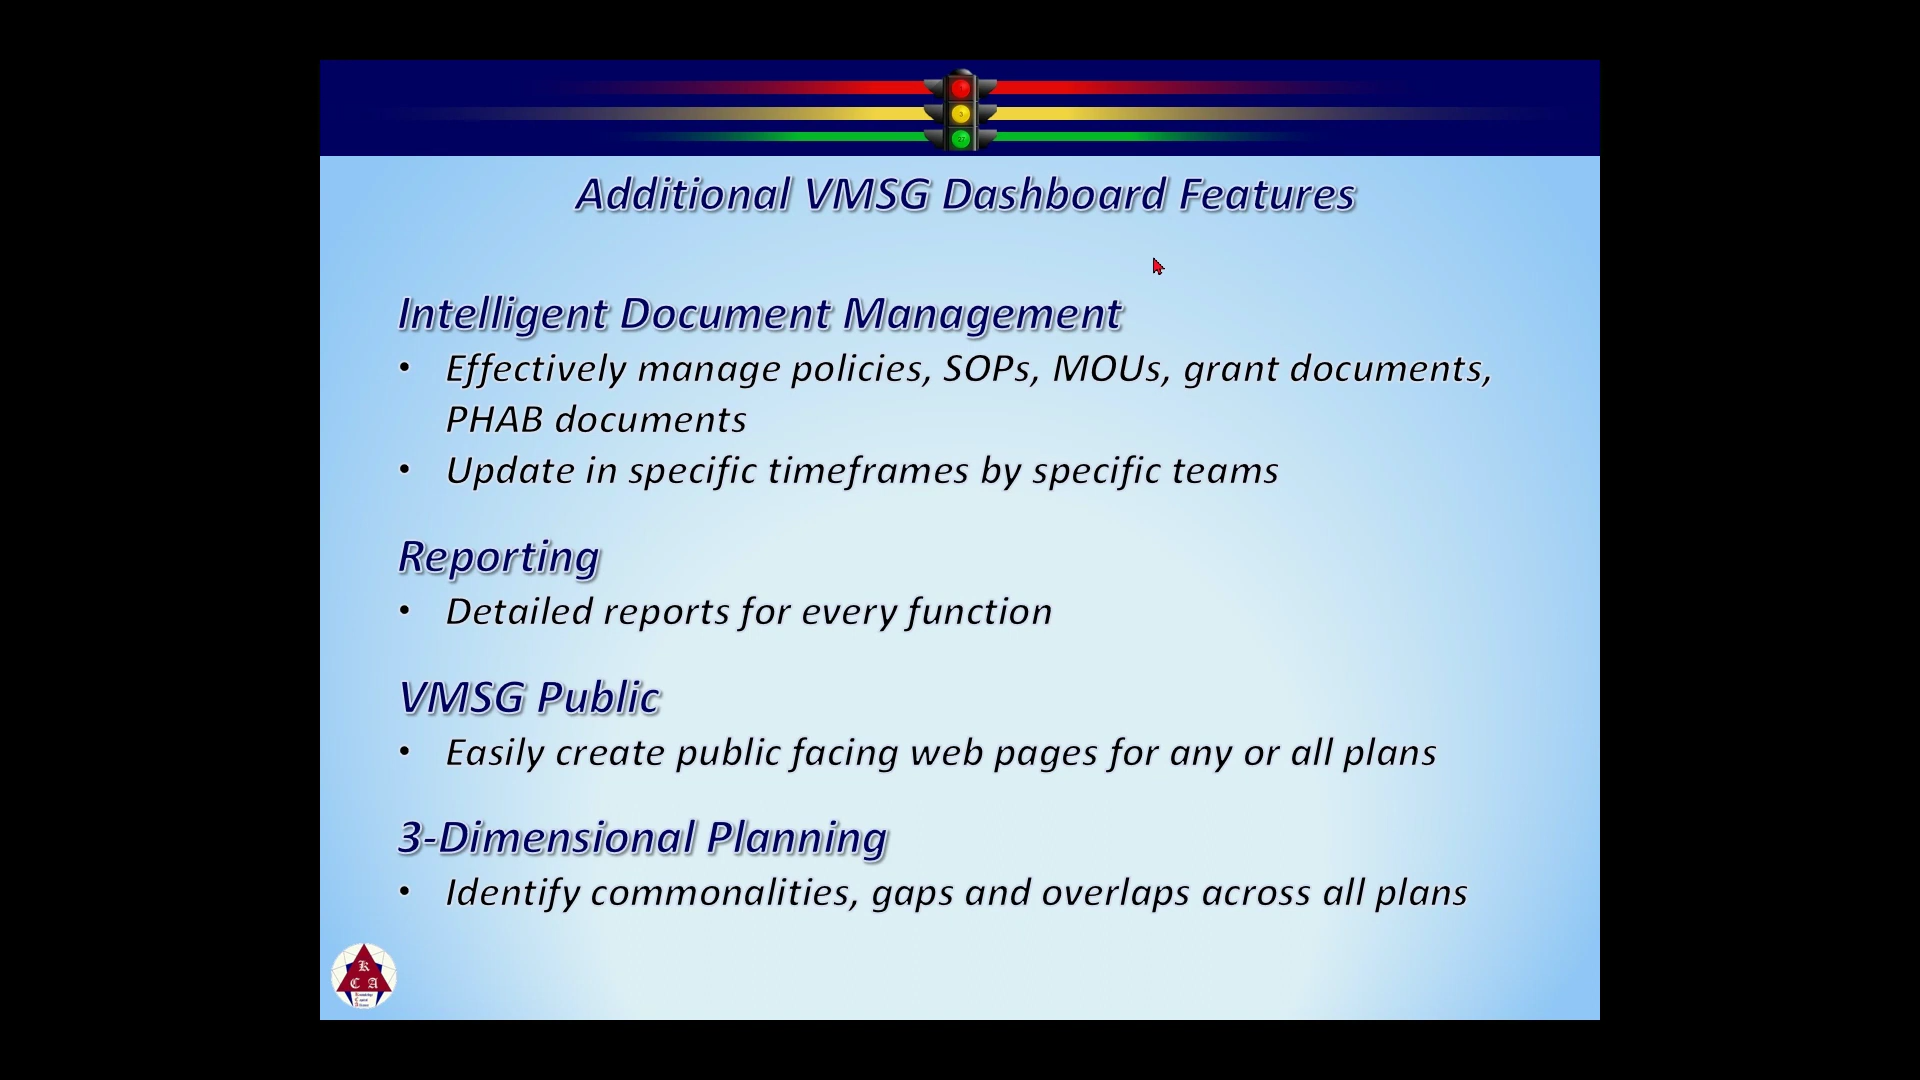 Additional VMSG Dashboard Features
Intelligent Document Management
• Effectively manage policies, SOPs, MOUs, grant documents,
PHAB documents
• Update in specific timeframes by specific teams
Reporting
• Detailed reports for every function
VMSG Public
• Easily create public facing web pages for any or all plans
3-Dimensional Planning
• Identify commonalities, gaps and overlaps across all plans
K
C A